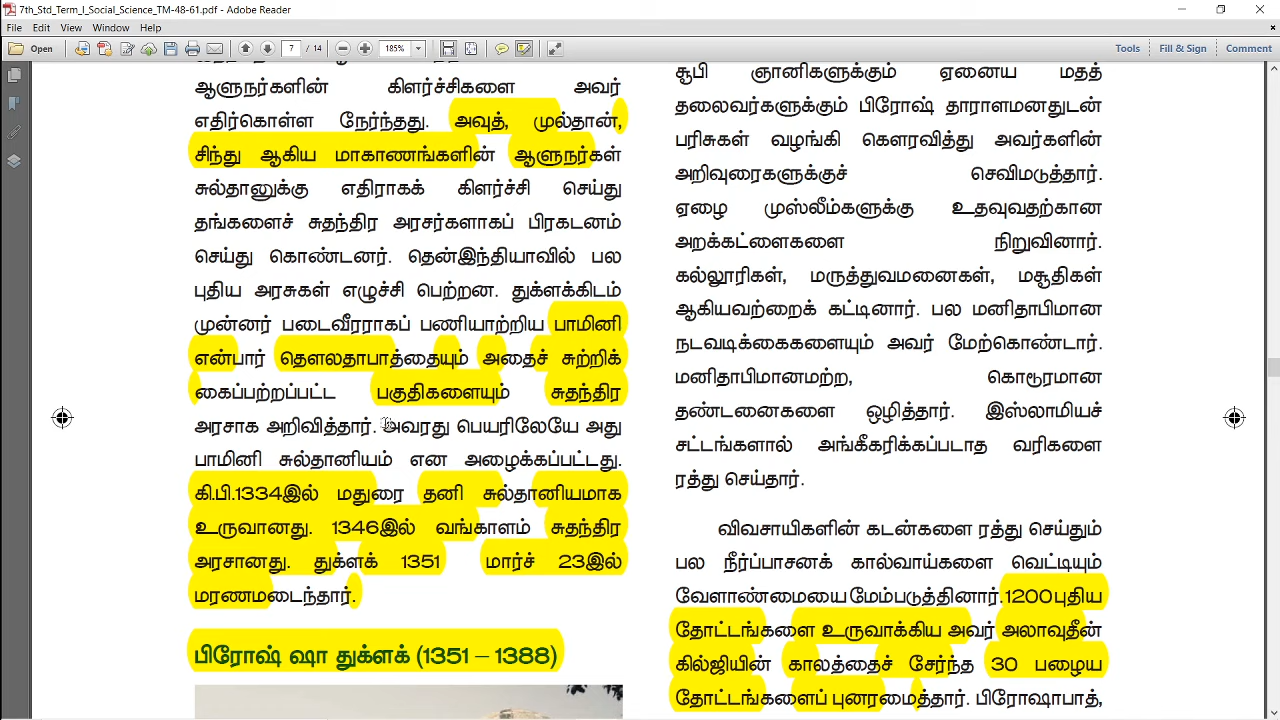 7th_Std_Term_I_Social_Science_TM-48-61.pdf - Adobe Reader
File Edit View Window Help
Open 7 / 14 185% Tools Fill & Sign Comment
ஆளுநர்களின் கிளர்ச்சிகளை அவர்
எதிர்கொள்ள நேர்ந்தது. அவுத், முல்தான்,
சிந்து ஆகிய மாகாணங்களின் ஆளுநர்கள்
சுல்தானுக்கு எதிராகக் கிளர்ச்சி செய்து
தங்களைச் சுதந்திர அரசர்களாகப் பிரகடனம்
செய்து கொண்டனர். தென்இந்தியாவில் பல
புதிய அரசுகள் எழுச்சி பெற்றன. துக்ளக்கிடம்
முன்னர் படைவீரராகப் பணியாற்றிய பாமினி
என்பார் தௌலதாபாத்தையும் அதைச் சுற்றிக்
கைப்பற்றப்பட்ட பகுதிகளையும் சுதந்திர
அரசாக அறிவித்தார். அவரது பெயரிலேயே அது
பாமினி சுல்தானியம் என அழைக்கப்பட்டது.
கி.பி.1334இல் மதுரை தனி சுல்தானியமாக
உருவானது. 1346இல் வங்காளம் சுதந்திர
அரசானது. துக்ளக் 1351 மார்ச் 23இல்
மரணமடைந்தார்.
பிரோஷ் ஷா துக்ளக் (1351 – 1388)
சூபி ஞானிகளுக்கும் ஏனைய மதத்
தலைவர்களுக்கும் பிரோஷ் தாராளமனதுடன்
பரிசுகள் வழங்கி கௌரவித்து அவர்களின்
அறிவுரைகளுக்குச் செவிமடுத்தார்.
ஏழை முஸ்லீம்களுக்கு உதவுவதற்கான
அறக்கட்டளைகளை நிறுவினார்.
கல்லூரிகள், மருத்துவமனைகள், மசூதிகள்
ஆகியவற்றைக் கட்டினார். பல மனிதாபிமான
நடவடிக்கைகளையும் அவர் மேற்கொண்டார்.
மனிதாபிமானமற்ற, கொடூரமான
தண்டனைகளை ஒழித்தார். இஸ்லாமியச்
சட்டங்களால் அங்கீகரிக்கப்படாத வரிகளை
ரத்து செய்தார்.
விவசாயிகளின் கடன்களை ரத்து செய்தும்
பல நீர்ப்பாசனக் கால்வாய்களை வெட்டியும்
வேளாண்மையை மேம்படுத்தினார்.1200 புதிய
தோட்டங்களை உருவாக்கிய அவர் அலாவுதீன்
கில்ஜியின் காலத்தைச் சேர்ந்த 30 பழைய
தோட்டங்களைப் புனரமைத்தார். பிரோஷாபாத்,